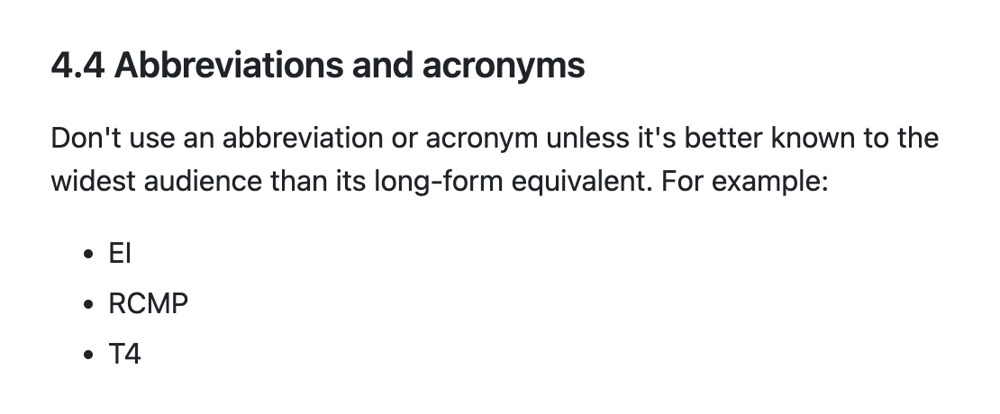 4.4 Abbreviations and acronyms
Don't use an abbreviation or acronym unless it's better known to the
widest audience than its long-form equivalent. For example:
• EI
• RCMP
• T4